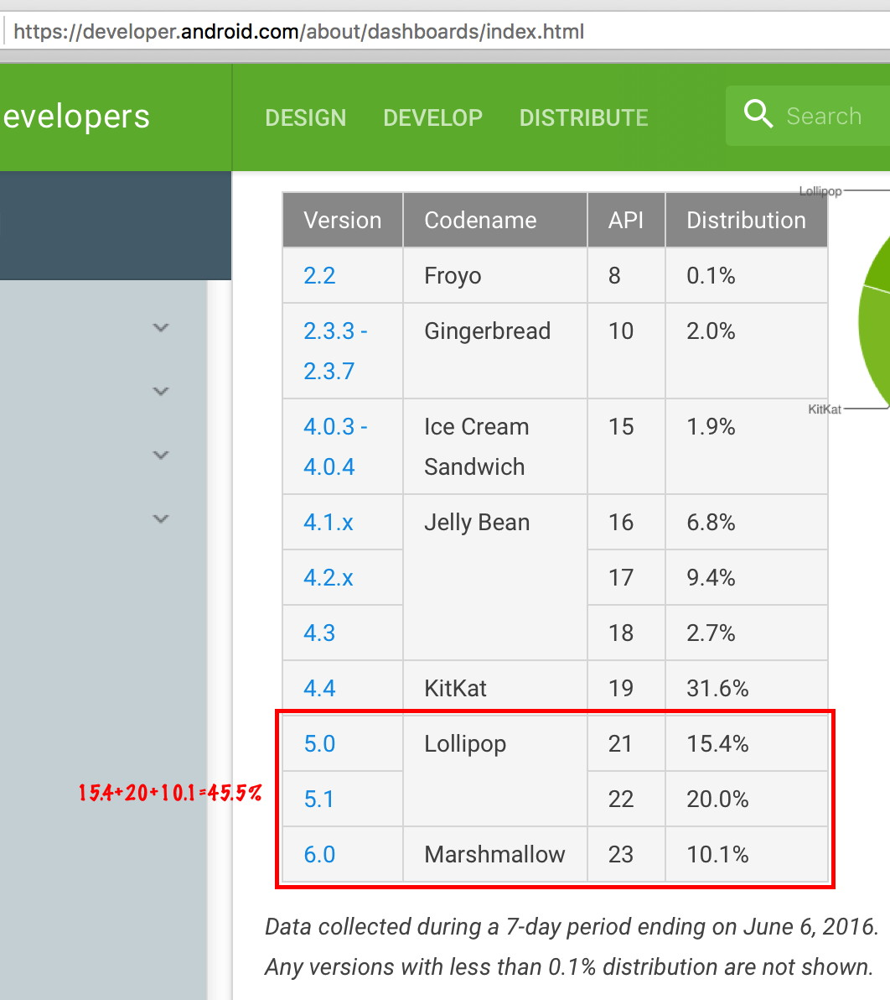 https://developer.android.com/about/dashboards/index.html
evelopers
DESIGN DEVELOP DISTRIBUTE
Search
Lollipop
Version Codename API Distribution
2.2 Froyo 8 0.1%
2.3.3 - Gingerbread 10 2.0%
2.3.7
KitKat
4.0.3 - Ice Cream 15 1.9%
4.0.4 Sandwich
4.1.x Jelly Bean 16 6.8%
4.2.x 17 9.4%
4.3 18 2.7%
4.4 KitKat 19 31.6%
5.0 Lollipop 21 15.4%
15.4+20+10.1=45.5%
5.1 22 20.0%
6.0 Marshmallow 23 10.1%
Data collected during a 7-day period ending on June 6, 2016.
Any versions with less than 0.1% distribution are not shown.